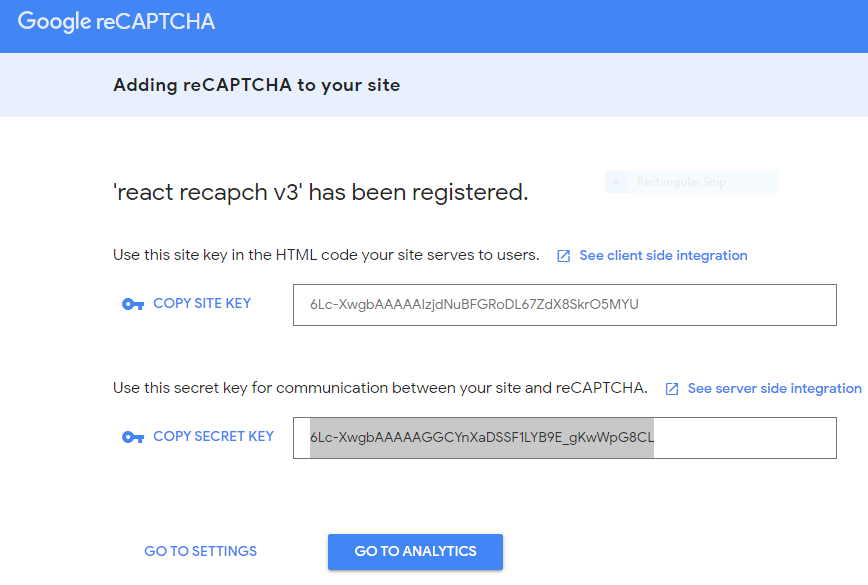 Google reCAPTCHA
Adding reCAPTCHA to your site
'react recapch v3' has been registered.
Rectangular Snip
Use this site key in the HTML code your site serves to users. See client side integration
COPY SITE KEY 6Lc-XwgbAAAAAIzjdNuBFGRoDL67ZdX8SkrO5MYU
Use this secret key for communication between your site and reCAPTCHA. See server side integration
COPY SECRET KEY 6Lc-XwgbAAAAAGGCYnXaDSSF1LYB9E_gKwWpG8CL
GO TO SETTINGS GO TO ANALYTICS